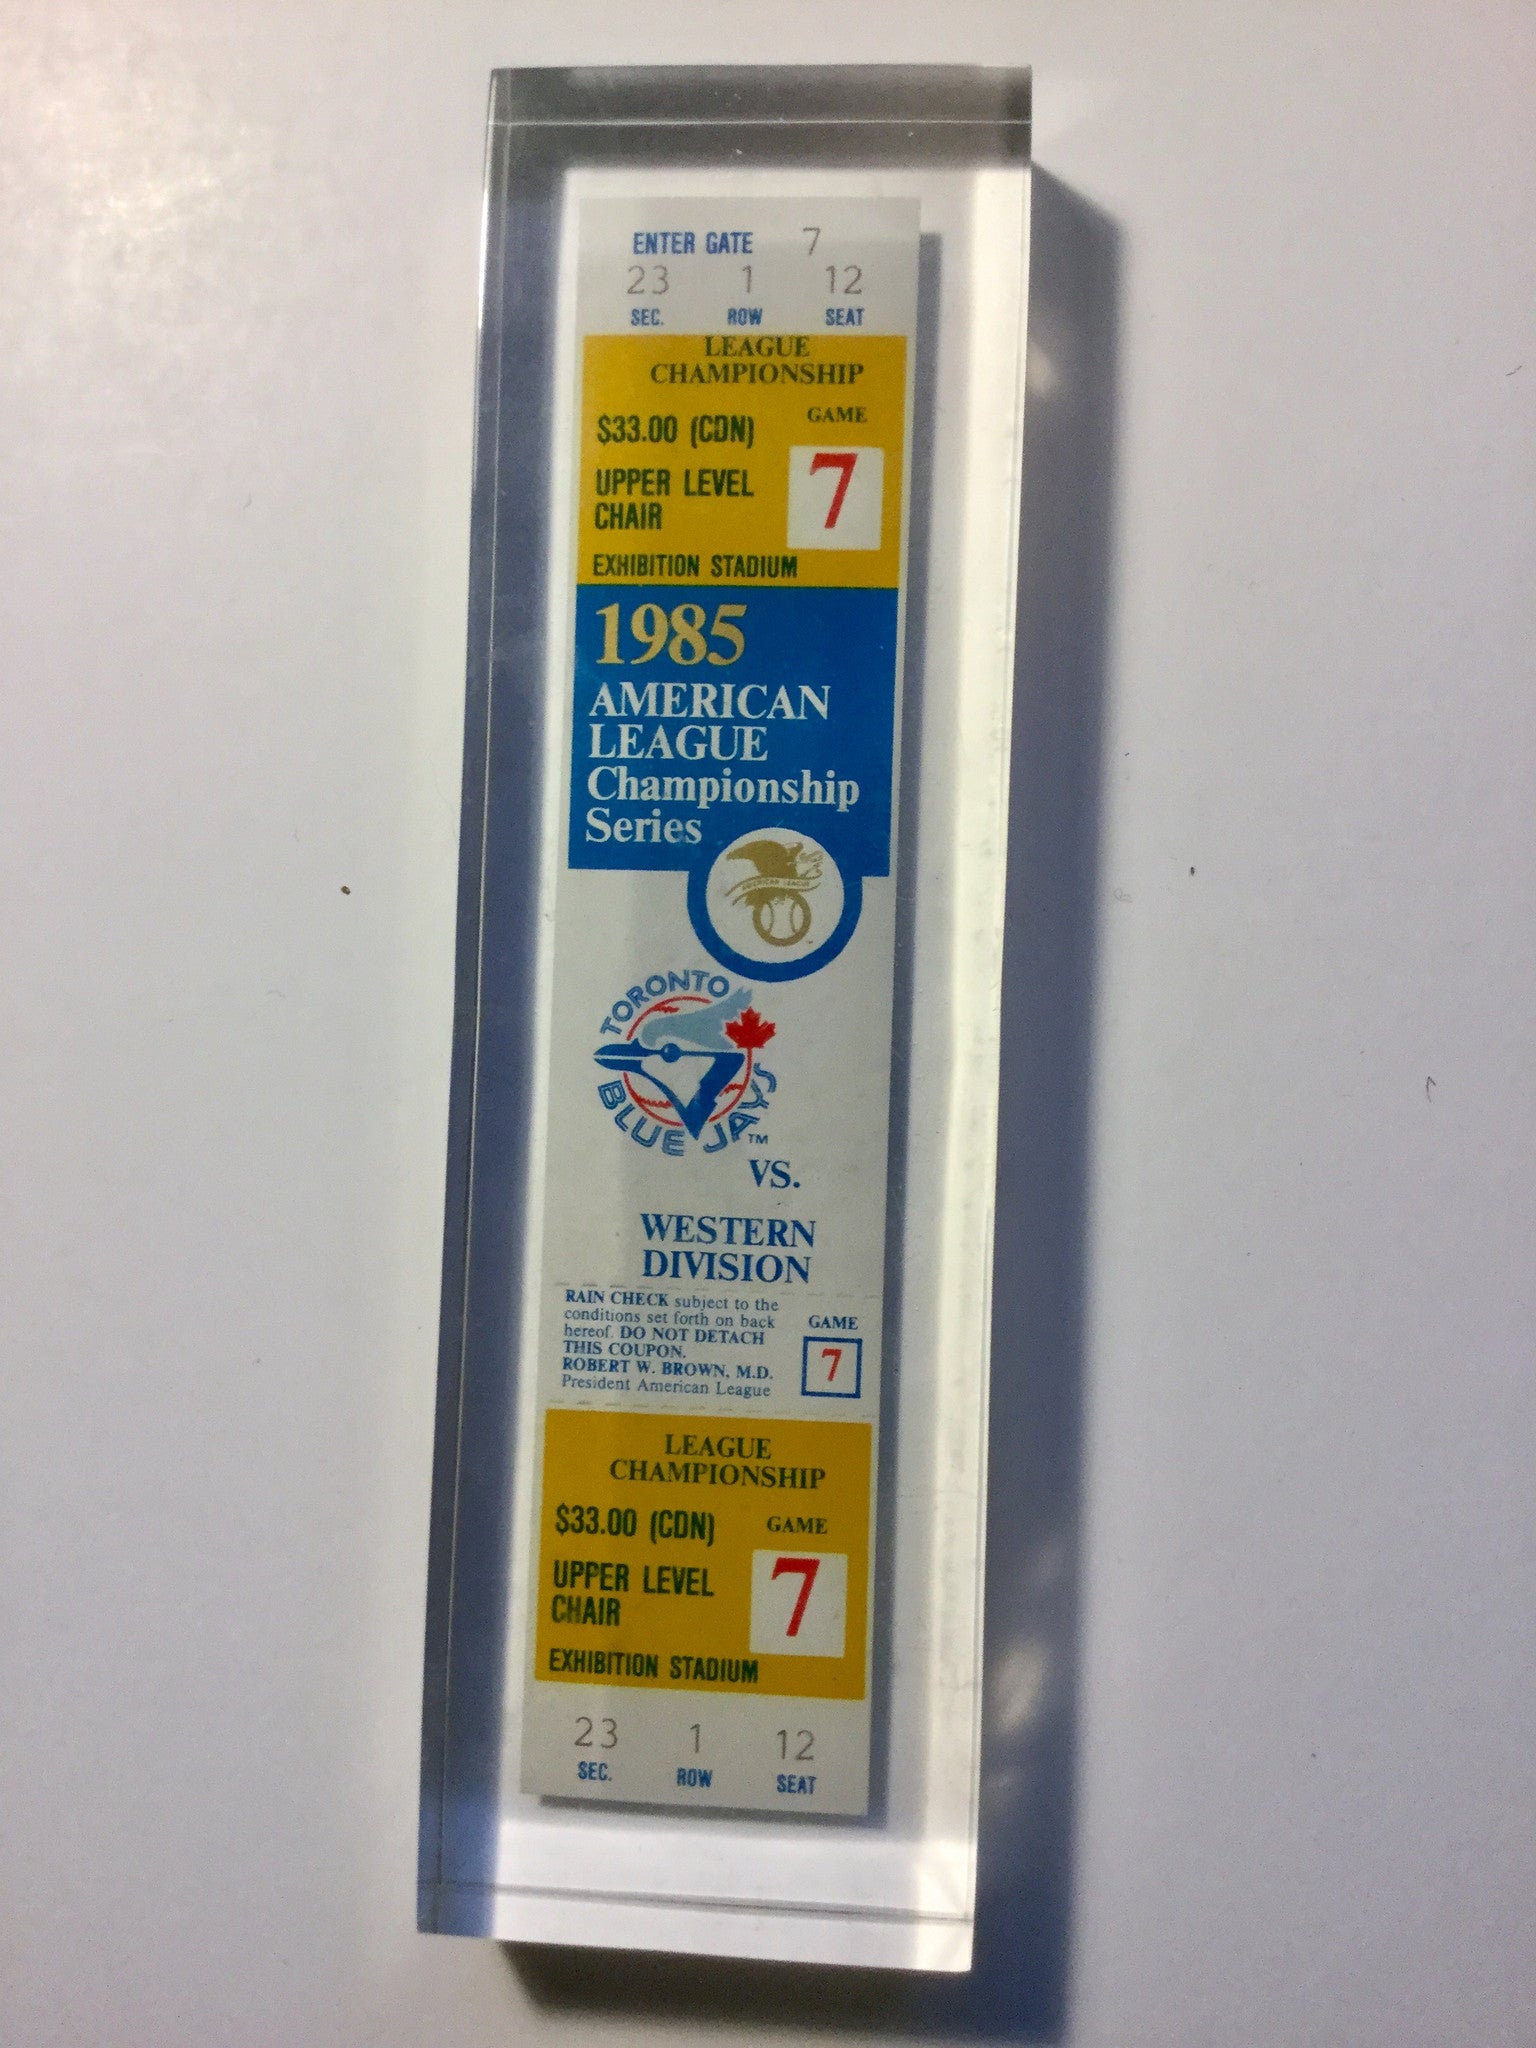 ENTER GATE 7
23 1 12
SEC. ROW SEAT
LEAGUE
CHAMPIONSHIP
$33.00 (CDN) GAME
7
UPPER LEVEL
CHAIR
EXHIBITION STADIUM
1985
AMERICAN
LEAGUE
Championship
Series
AMERICAN LEAGUE
TORONTO
BLUE JAYS TM
VS.
WESTERN
DIVISION
RAIN CHECK subject to the
conditions set forth on back
hereof. DO NOT DETACH
THIS COUPON.
ROBERT W. BROWN, M.D.
President American League
GAME
7
LEAGUE
CHAMPIONSHIP
$33.00 (CDN) GAME
7
UPPER LEVEL
CHAIR
EXHIBITION STADIUM
23 1 12
SEC. ROW SEAT